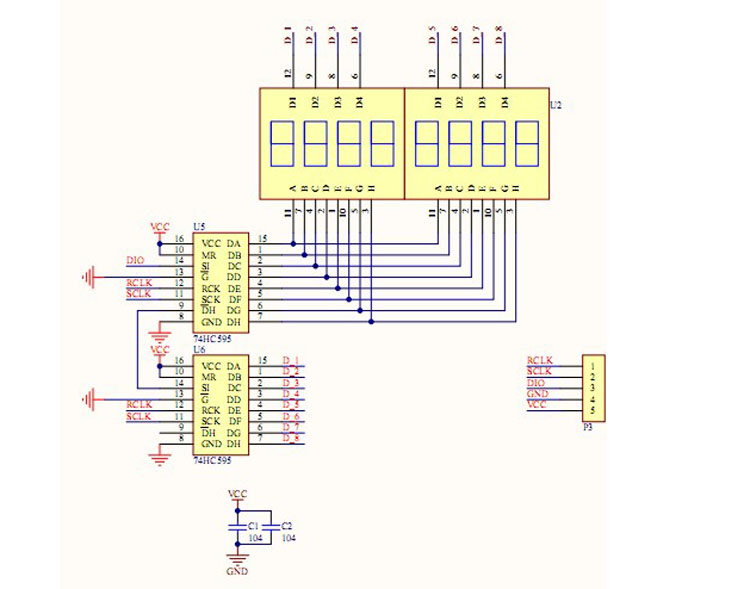 D_1 D_2 D_3 D_4 D_5 D_6 D_7 D_8
12 9 8 6 12 9 8 6
D1 D2 D3 D4 D1 D2 D3 D4
U2
A B C D E F G H A B C D E F G H
11 7 4 2 1 10 5 3 11 7 4 2 1 10 5 3
U5
VCC
16 VCC DA 15
10 MR DB 1
DIO 14 SI DC 2
13 G DD 3
RCLK 12 RCK DE 4
SCLK 11 SCK DF 5
9 DH DG 6
8 GND DH 7
74HC595
U6
VCC
16 VCC DA 15 D_1
10 MR DB 1 D_2
14 SI DC 2 D_3
13 G DD 3 D_4
RCLK 12 RCK DE 4 D_5
SCLK 11 SCK DF 5 D_6
9 DH DG 6 D_7
8 GND DH 7 D_8
74HC595
RCLK 1
SCLK 2
DIO 3
GND 4
VCC 5
P3
VCC
C1 C2
104 104
GND